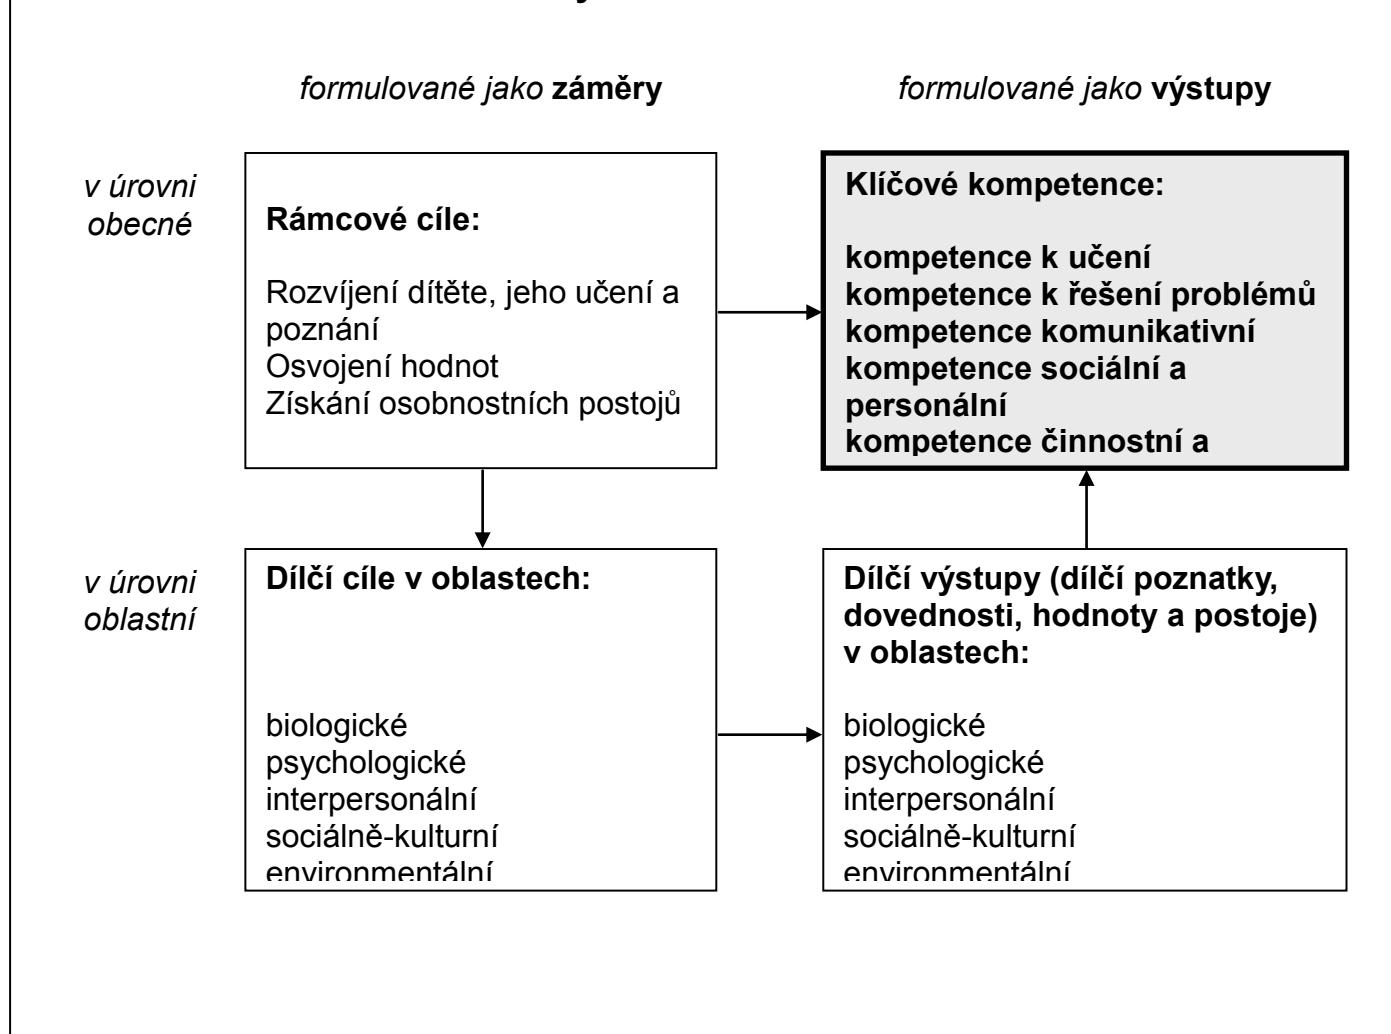 formulované jako záměry
formulované jako výstupy
v úrovni
obecné
Rámcové cíle:
Rozvíjení dítěte, jeho učení a
poznání
Osvojení hodnot
Získání osobnostních postojů
Klíčové kompetence:
kompetence k učení
kompetence k řešení problémů
kompetence komunikativní
kompetence sociální a
personální
kompetence činnostní a
v úrovni
oblastní
Dílčí cíle v oblastech:
biologické
psychologické
interpersonální
sociálně-kulturní
environmentální
Dílčí výstupy (dílčí poznatky,
dovednosti, hodnoty a postoje)
v oblastech:
biologické
psychologické
interpersonální
sociálně-kulturní
environmentální